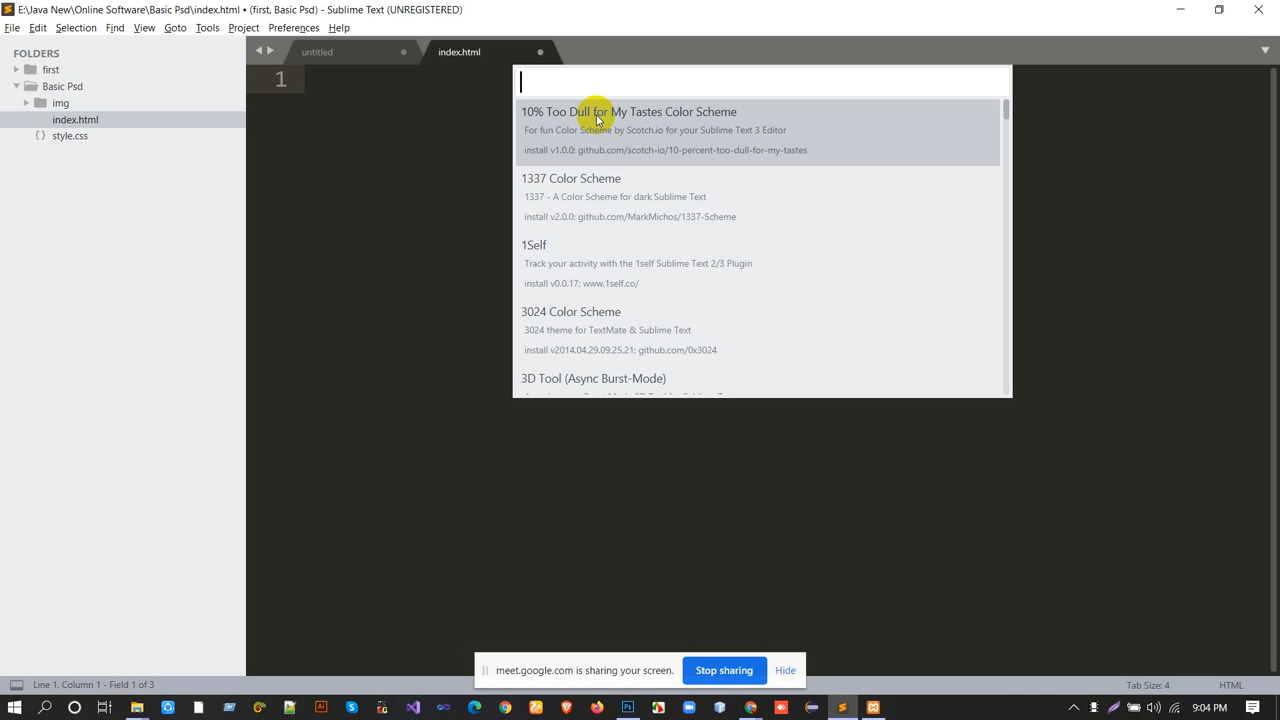 E:\Java New\Online Software\Basic Psd\index.html • (first, Basic Psd) - Sublime Text (UNREGISTERED)
File Edit Selection Find View Goto Tools Project Preferences Help
FOLDERS
first
Basic Psd
img
index.html
style.css
untitled
index.html
1
10% Too Dull for My Tastes Color Scheme
For fun Color Scheme by Scotch.io for your Sublime Text 3 Editor
install v1.0.0; github.com/scotch-io/10-percent-too-dull-for-my-tastes
1337 Color Scheme
1337 - A Color Scheme for dark Sublime Text
install v2.0.0; github.com/MarkMichos/1337-Scheme
1Self
Track your activity with the 1self Sublime Text 2/3 Plugin
install v0.0.17; www.1self.co/
3024 Color Scheme
3024 theme for TextMate & Sublime Text
install v2014.04.29.09.25.21; github.com/0x3024
3D Tool (Async Burst-Mode)
meet.google.com is sharing your screen.
Stop sharing
Hide
Line 1, Column 1 - Field 1 of 3
Tab Size: 4
HTML
9:04 PM